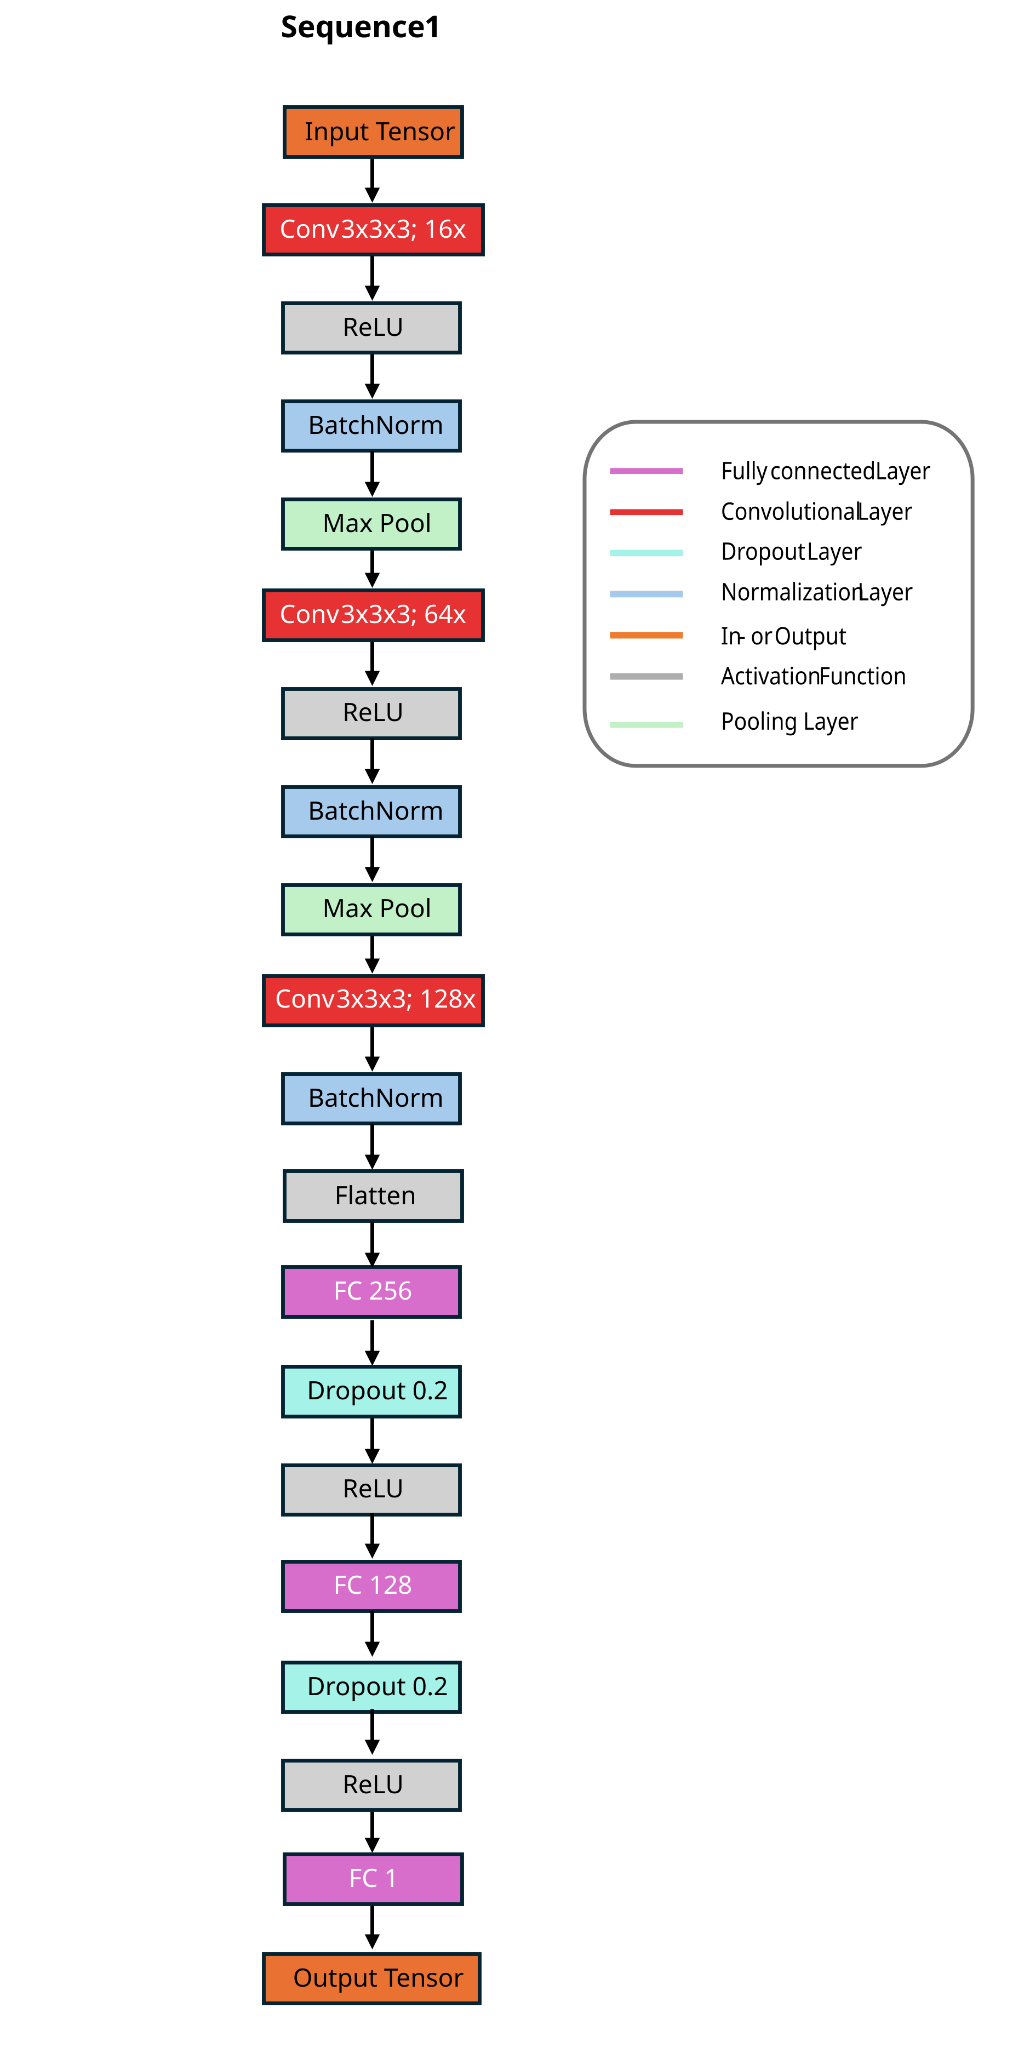 Sequence1
Input Tensor
Conv3x3x3; 16x
ReLU
BatchNorm
Max Pool
Conv3x3x3; 64x
ReLU
BatchNorm
Max Pool
Conv3x3x3; 128x
BatchNorm
Flatten
FC 256
Dropout 0.2
ReLU
FC 128
Dropout 0.2
ReLU
FC 1
Output Tensor
Fully connected Layer
Convolutional Layer
Dropout Layer
Normalization Layer
In- or Output
Activation Function
Pooling Layer